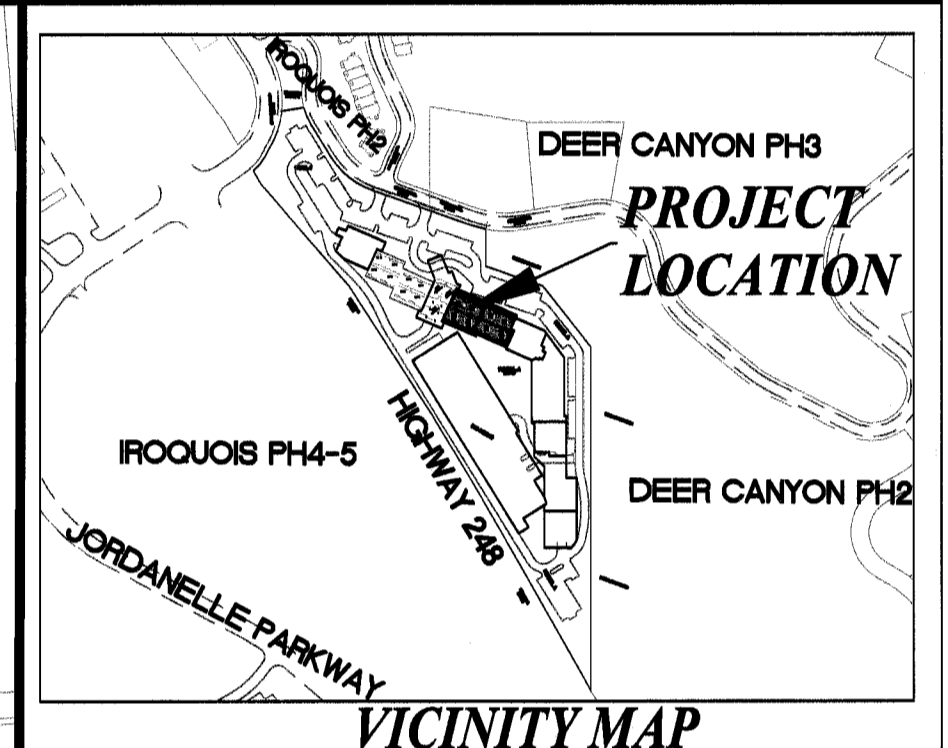 IROQUOIS PH2
DEER CANYON PH3
PROJECT
LOCATION
HIGHWAY 248
IROQUOIS PH4-5
DEER CANYON PH2
JORDANELLE PARKWAY
VICINITY MAP